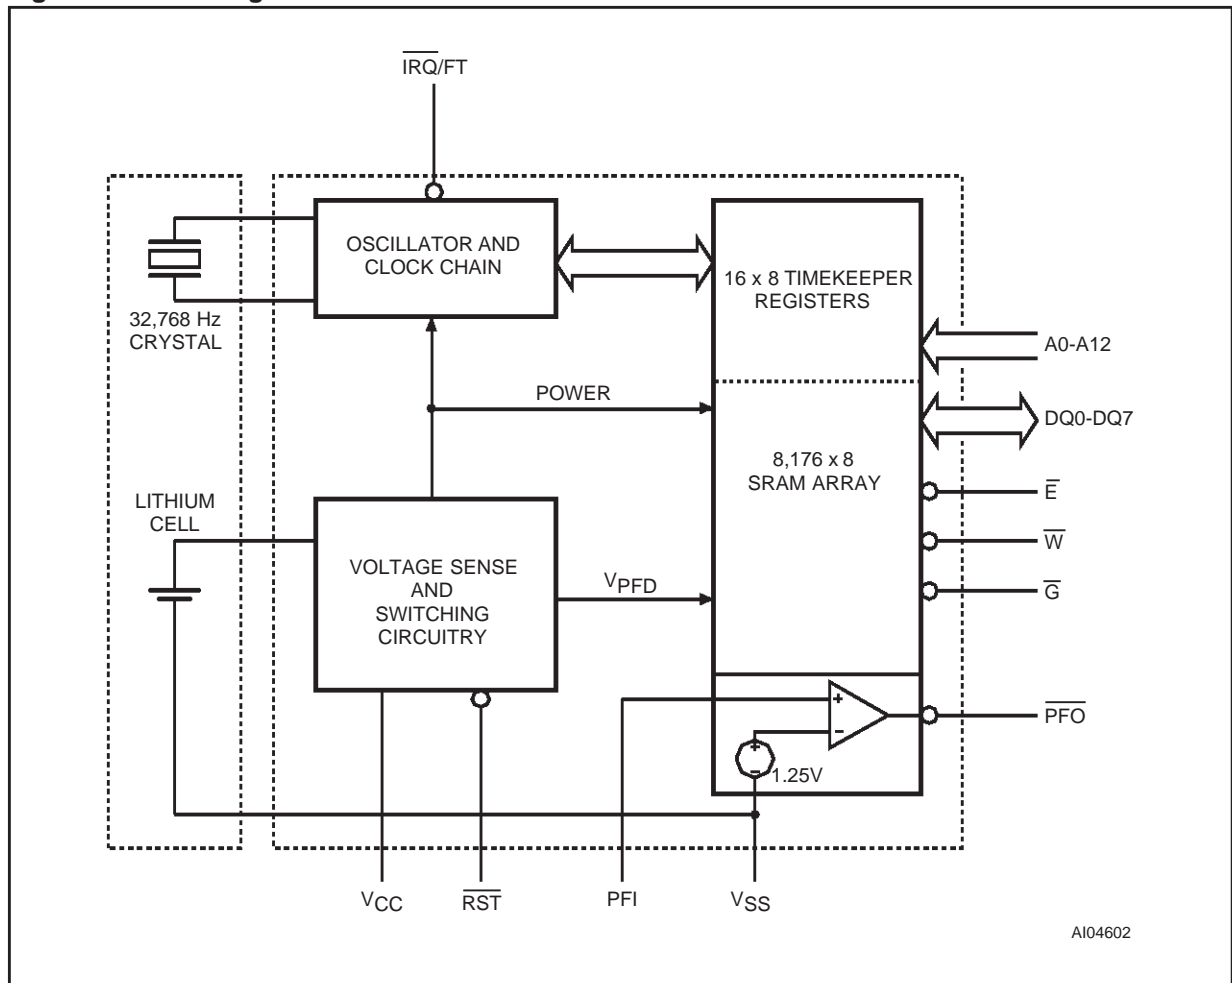 IRQ/FT
OSCILLATOR AND
CLOCK CHAIN
16 x 8 TIMEKEEPER
REGISTERS
32,768 Hz
CRYSTAL
A0-A12
POWER
DQ0-DQ7
8,176 x 8
SRAM ARRAY
LITHIUM
CELL
E
W
G
VOLTAGE SENSE
AND
SWITCHING
CIRCUITRY
VPFD
+
-
PFO
+
-
1.25V
VCC
RST
PFI
VSS
AI04602